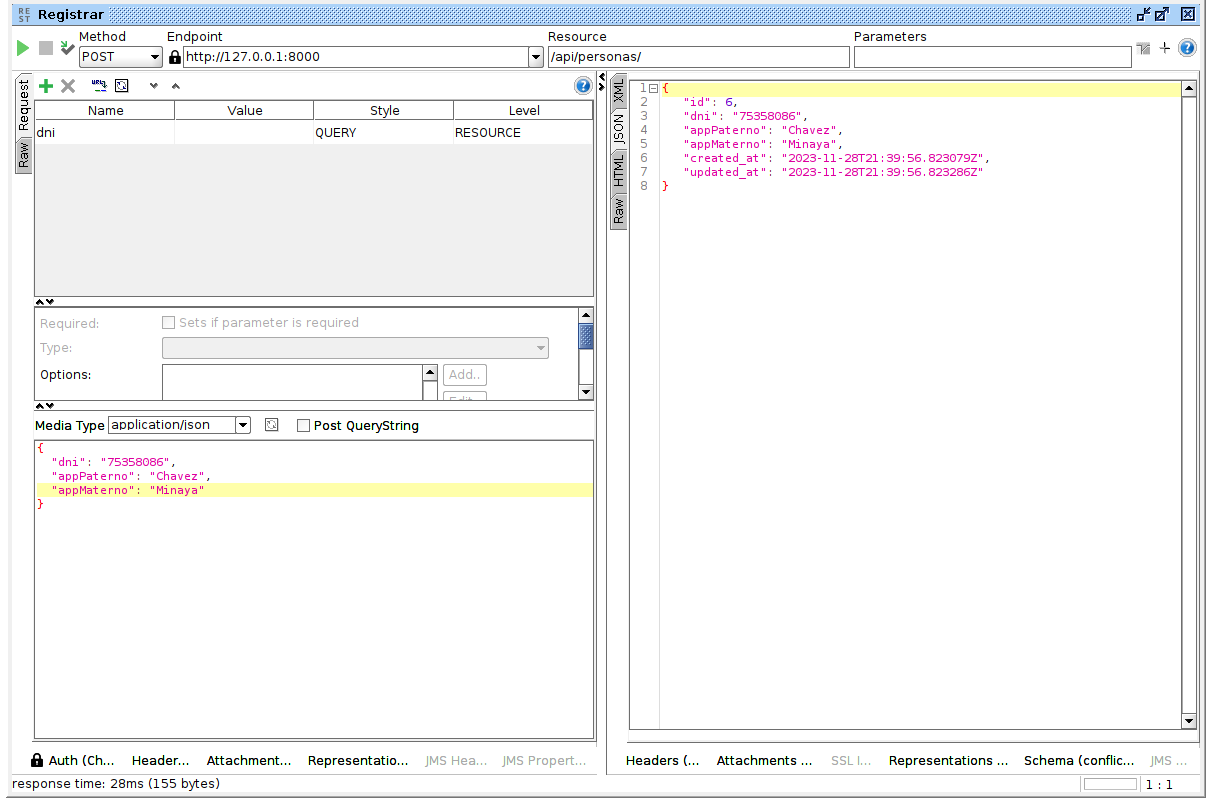 RE
ST
Registrar
Method
Endpoint
Resource
Parameters
POST
http://127.0.0.1:8000
/api/personas/
?
Request
Raw
URL
?
Name Value Style Level
dni QUERY RESOURCE
Required:
Sets if parameter is required
Type:
Options:
Add..
Edit..
Media Type
application/json
Post QueryString
{
"dni": "75358086",
"appPaterno": "Chavez",
"appMaterno": "Minaya"
}
XML
JSON
HTML
Raw
1 {
2 "id": 6,
3 "dni": "75358086",
4 "appPaterno": "Chavez",
5 "appMaterno": "Minaya",
6 "created_at": "2023-11-28T21:39:56.823079Z",
7 "updated_at": "2023-11-28T21:39:56.823286Z"
8 }
Auth (Ch... Header... Attachment... Representatio... JMS Hea... JMS Propert...
Headers (... Attachments ... SSL I... Representations ... Schema (conflic... JMS ...
response time: 28ms (155 bytes)
1 : 1